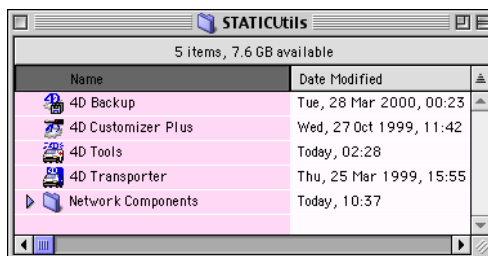 STATICUtils
5 items, 7.6 GB available
Name Date Modified
4D Backup Tue, 28 Mar 2000, 00:23
4D Customizer Plus Wed, 27 Oct 1999, 11:42
4D Tools Today, 02:28
4D Transporter Thu, 25 Mar 1999, 15:55
Network Components Today, 10:37